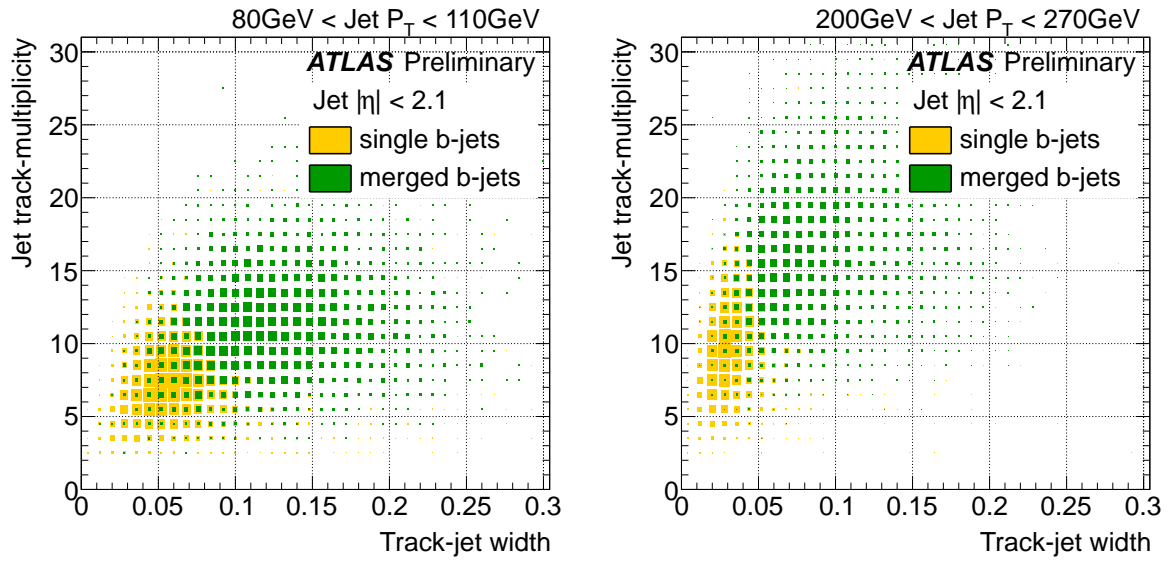 80GeV < Jet P_T < 110GeV
Jet track-multiplicity
30
25
20
15
10
5
0
ATLAS Preliminary
Jet |η| < 2.1
single b-jets
merged b-jets
0 0.05 0.1 0.15 0.2 0.25 0.3
Track-jet width
200GeV < Jet P_T < 270GeV
Jet track-multiplicity
30
25
20
15
10
5
0
ATLAS Preliminary
Jet |η| < 2.1
single b-jets
merged b-jets
0 0.05 0.1 0.15 0.2 0.25 0.3
Track-jet width